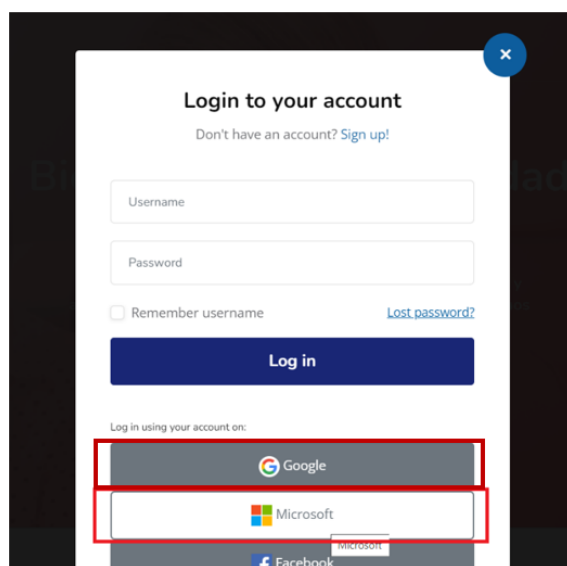 ×
Login to your account
Don't have an account? Sign up!
Username
Password
Remember username Lost password?
Log in
Log in using your account on:
Google
Microsoft
Microsoft
Facebook